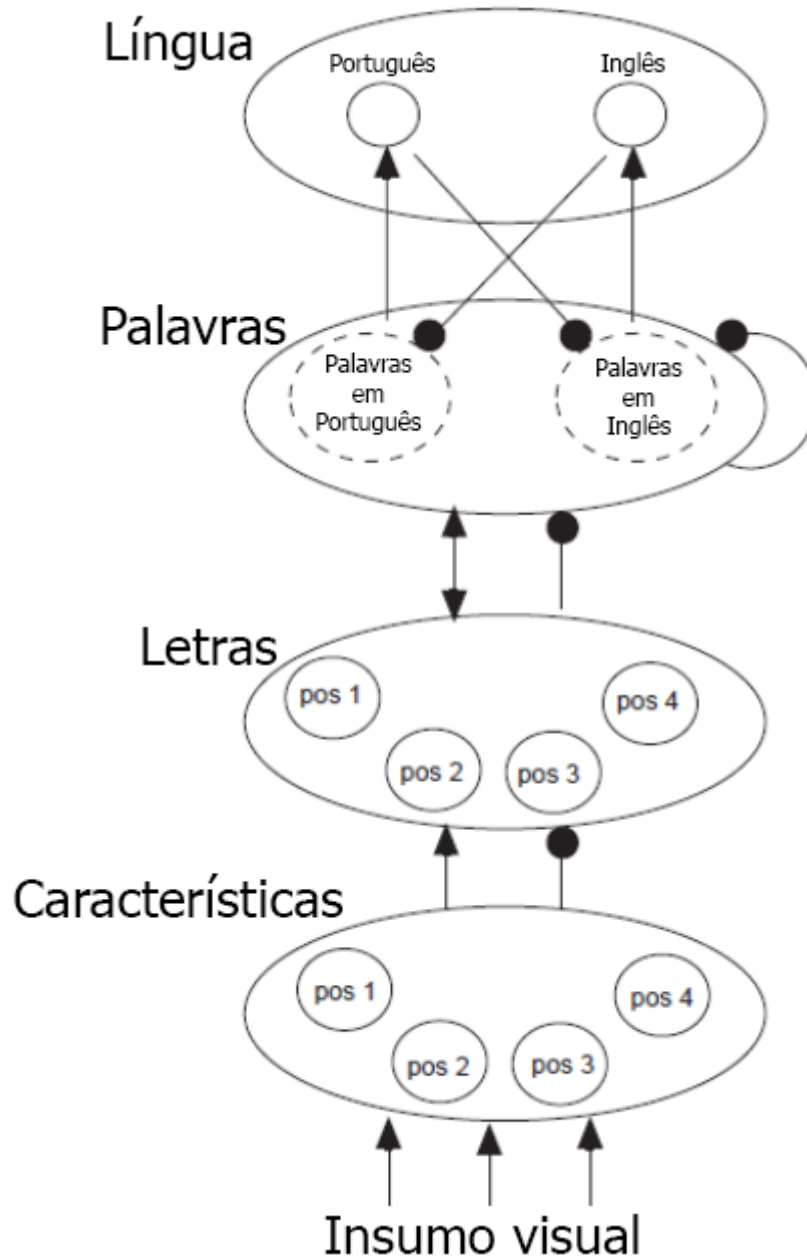 Língua
Português
Inglês
Palavras
Palavras
em
Português
Palavras
em
Inglês
Letras
pos 1
pos 2
pos 3
pos 4
Características
pos 1
pos 2
pos 3
pos 4
Insumo visual